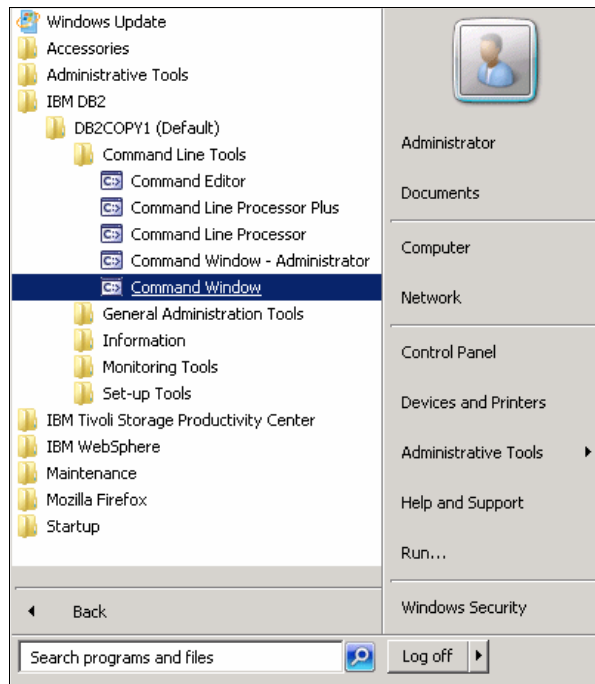 Windows Update
Accessories
Administrative Tools
IBM DB2
DB2COPY1 (Default)
Command Line Tools
Command Editor
Command Line Processor Plus
Command Line Processor
Command Window - Administrator
Command Window
General Administration Tools
Information
Monitoring Tools
Set-up Tools
IBM Tivoli Storage Productivity Center
IBM WebSphere
Maintenance
Mozilla Firefox
Startup
Back
Search programs and files
Administrator
Documents
Computer
Network
Control Panel
Devices and Printers
Administrative Tools
Help and Support
Run...
Windows Security
Log off